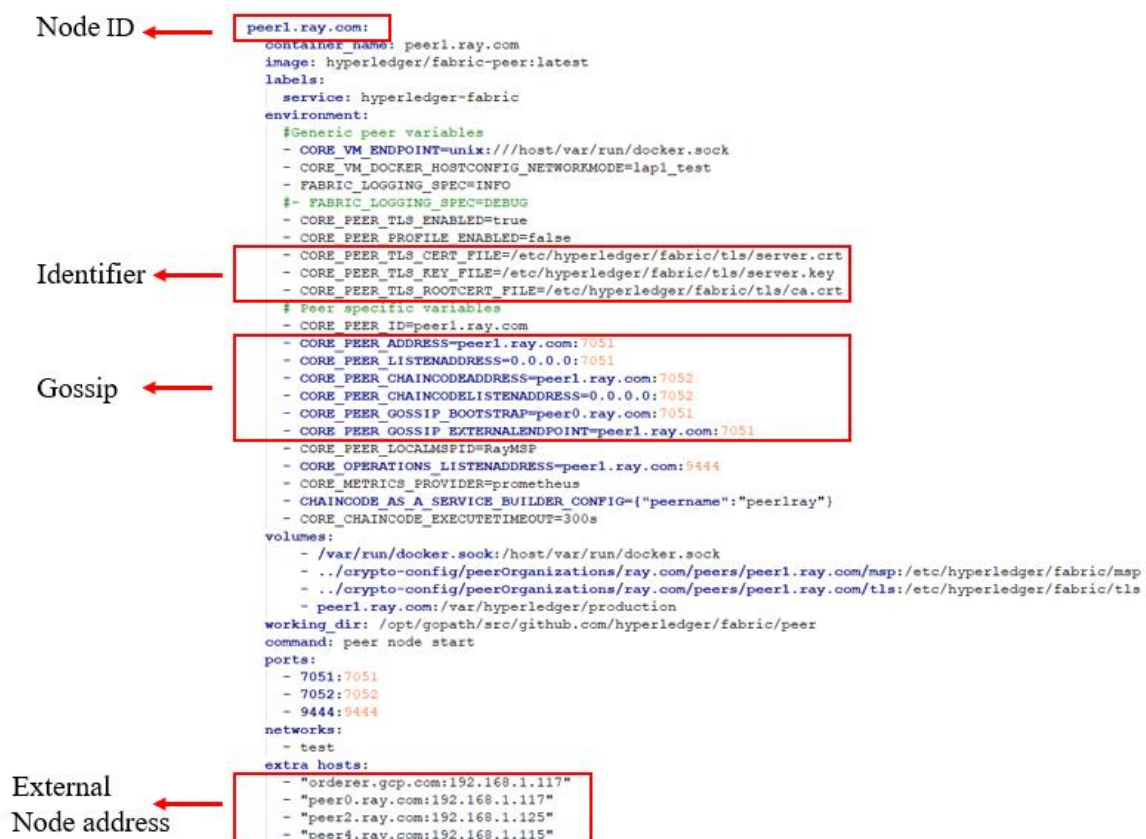 Node ID
peer1.ray.com:
container_name: peer1.ray.com
image: hyperledger/fabric-peer:latest
labels:
service: hyperledger-fabric
environment:
#Generic peer variables
- CORE_VM_ENDPOINT=unix:///host/var/run/docker.sock
- CORE_VM_DOCKER_HOSTCONFIG_NETWORKMODE=lap1_test
- FABRIC_LOGGING_SPEC=INFO
#- FABRIC_LOGGING_SPEC=DEBUG
- CORE_PEER_TLS_ENABLED=true
- CORE_PEER_PROFILE_ENABLED=false
Identifier
- CORE_PEER_TLS_CERT_FILE=/etc/hyperledger/fabric/tls/server.crt
- CORE_PEER_TLS_KEY_FILE=/etc/hyperledger/fabric/tls/server.key
- CORE_PEER_TLS_ROOTCERT_FILE=/etc/hyperledger/fabric/tls/ca.crt
# Peer specific variables
- CORE_PEER_ID=peer1.ray.com
Gossip
- CORE_PEER_ADDRESS=peer1.ray.com:7051
- CORE_PEER_LISTENADDRESS=0.0.0.0:7051
- CORE_PEER_CHAINCODEADDRESS=peer1.ray.com:7052
- CORE_PEER_CHAINCODELISTENADDRESS=0.0.0.0:7052
- CORE_PEER_GOSSIP_BOOTSTRAP=peer0.ray.com:7051
- CORE_PEER_GOSSIP_EXTERNALENDPOINT=peer1.ray.com:7051
- CORE_PEER_LOCALMSPID=RayMSP
- CORE_OPERATIONS_LISTENADDRESS=peer1.ray.com:9444
- CORE_METRICS_PROVIDER=prometheus
- CHAINCODE_AS_A_SERVICE_BUILDER_CONFIG={"peername":"peer1ray"}
- CORE_CHAINCODE_EXECUTETIMEOUT=300s
volumes:
- /var/run/docker.sock:/host/var/run/docker.sock
- ../crypto-config/peerOrganizations/ray.com/peers/peer1.ray.com/msp:/etc/hyperledger/fabric/msp
- ../crypto-config/peerOrganizations/ray.com/peers/peer1.ray.com/tls:/etc/hyperledger/fabric/tls
- peer1.ray.com:/var/hyperledger/production
working_dir: /opt/gopath/src/github.com/hyperledger/fabric/peer
command: peer node start
ports:
- 7051:7051
- 7052:7052
- 9444:9444
networks:
- test
extra hosts:
External
Node address
- "orderer.gcp.com:192.168.1.117"
- "peer0.ray.com:192.168.1.117"
- "peer2.ray.com:192.168.1.125"
- "peer4.ray.com:192.168.1.115"